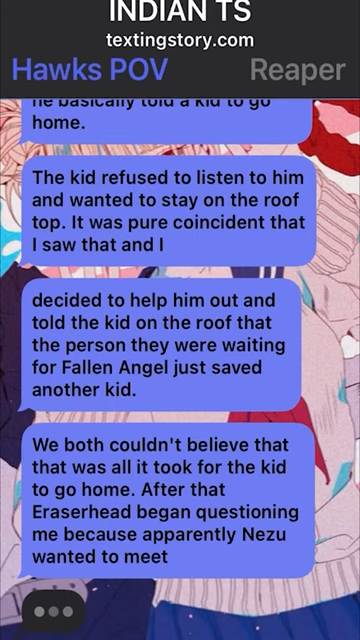 INDIAN TS
textingstory.com
Hawks POV Reaper
he basically told a kid to go
home.
The kid refused to listen to him
and wanted to stay on the roof
top. It was pure coincident that
I saw that and I
decided to help him out and
told the kid on the roof that
the person they were waiting
for Fallen Angel just saved
another kid.
We both couldn't believe that
that was all it took for the kid
to go home. After that
Eraserhead began questioning
me because apparently Nezu
wanted to meet